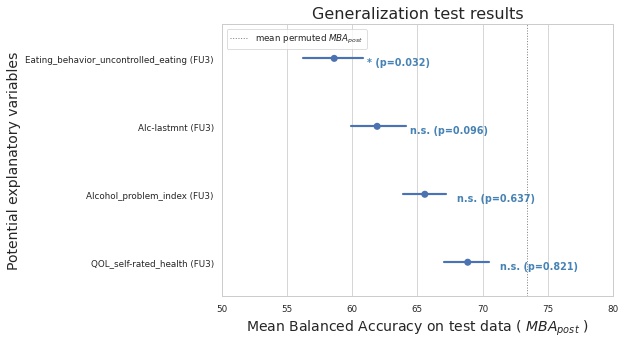 Generalization test results
mean permuted MBA_post
Potential explanatory variables
Eating_behavior_uncontrolled_eating (FU3)
* (p=0.032)
Alc-lastmnt (FU3)
n.s. (p=0.096)
Alcohol_problem_index (FU3)
n.s. (p=0.637)
QOL_self-rated_health (FU3)
n.s. (p=0.821)
50 55 60 65 70 75 80
Mean Balanced Accuracy on test data ( MBA_post )